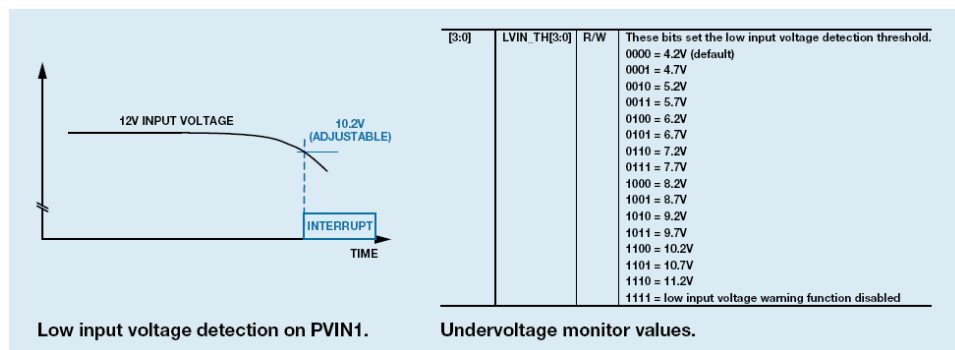 12V INPUT VOLTAGE
10.2V
(ADJUSTABLE)
INTERRUPT
TIME
Low input voltage detection on PVIN1.
[3:0] LVIN_TH[3:0] R/W These bits set the low input voltage detection threshold.
0000 = 4.2V (default)
0001 = 4.7V
0010 = 5.2V
0011 = 5.7V
0100 = 6.2V
0101 = 6.7V
0110 = 7.2V
0111 = 7.7V
1000 = 8.2V
1001 = 8.7V
1010 = 9.2V
1011 = 9.7V
1100 = 10.2V
1101 = 10.7V
1110 = 11.2V
1111 = low input voltage warning function disabled
Undervoltage monitor values.